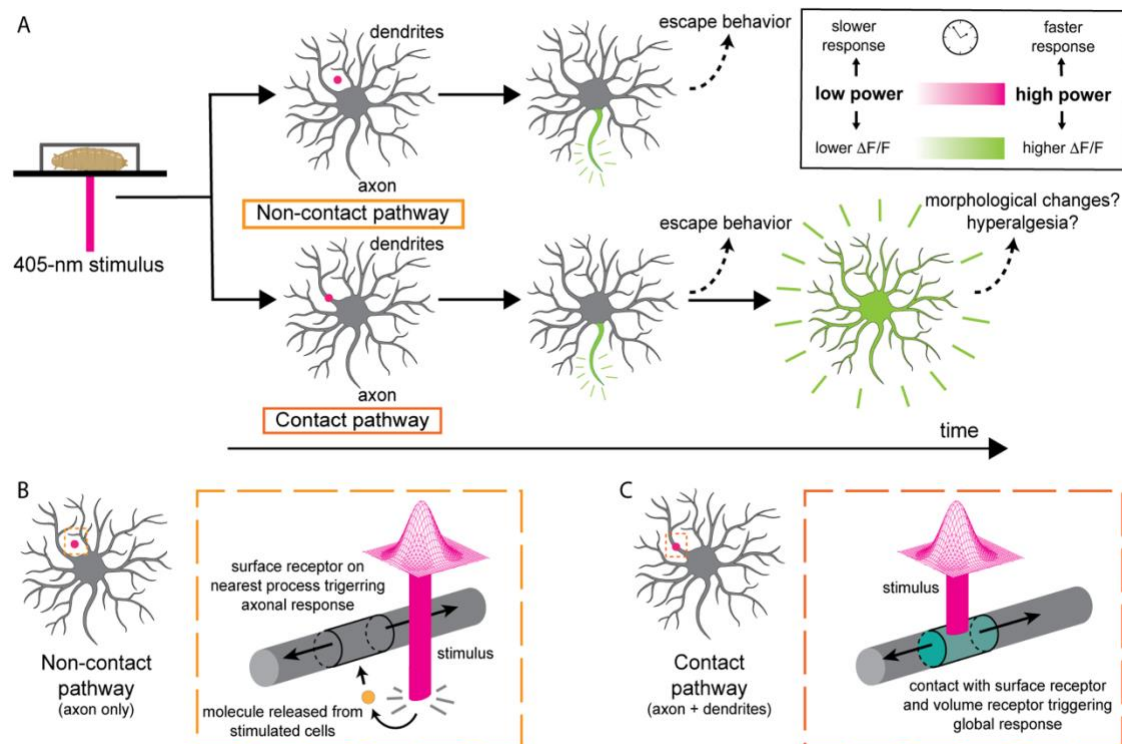 A
dendrites
axon
Non-contact pathway
escape behavior
slower
response
faster
response
low power
high power
lower ΔF/F
higher ΔF/F
405-nm stimulus
dendrites
axon
Contact pathway
escape behavior
morphological changes?
hyperalgesia?
time
B
Non-contact
pathway
(axon only)
surface receptor on
nearest process trigerring
axonal response
stimulus
molecule released from
stimulated cells
C
Contact
pathway
(axon + dendrites)
stimulus
contact with surface receptor
and volume receptor triggering
global response